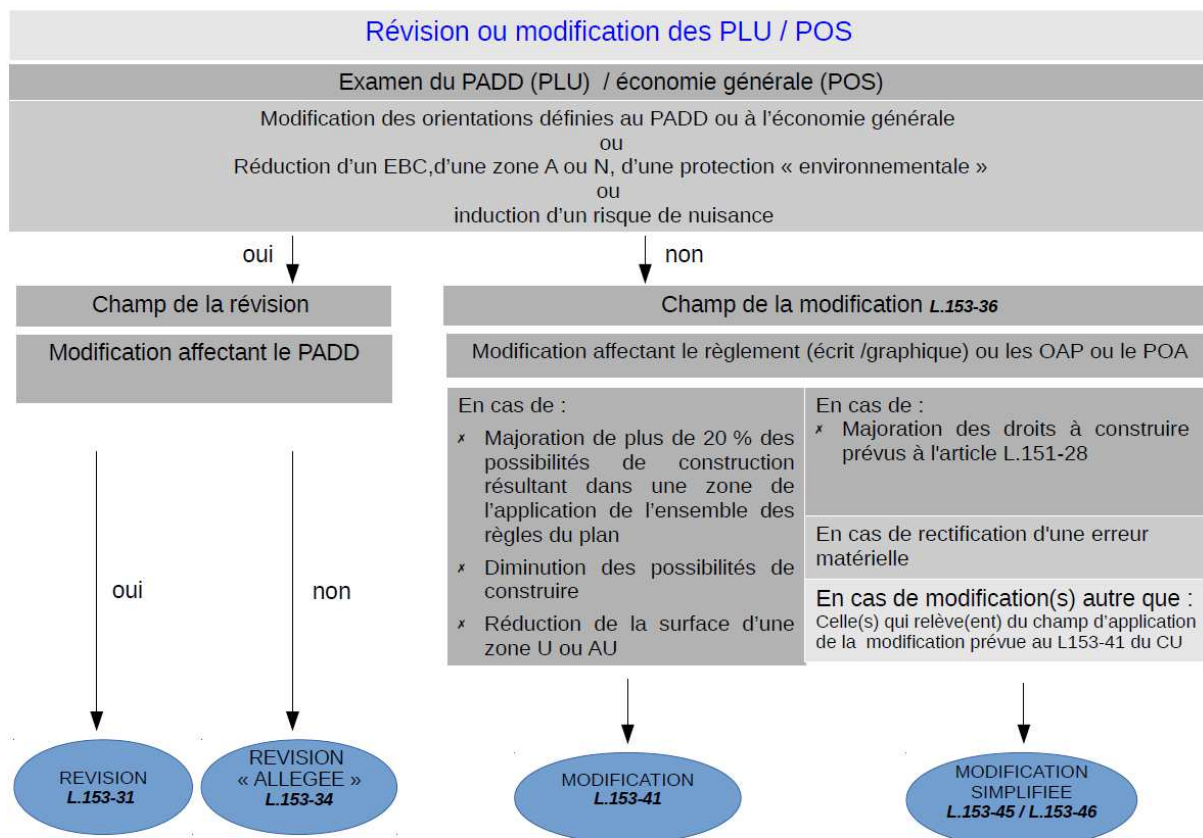 Révision ou modification des PLU / POS
Examen du PADD (PLU) / économie générale (POS)
Modification des orientations définies au PADD ou à l'économie générale
ou
Réduction d'un EBC,d'une zone A ou N, d'une protection « environnementale »
ou
induction d'un risque de nuisance
oui
non
Champ de la révision
Modification affectant le PADD
oui
non
REVISION
L.153-31
REVISION
« ALLEGEE »
L.153-34
Champ de la modification L.153-36
Modification affectant le règlement (écrit /graphique) ou les OAP ou le POA
En cas de :
✗ Majoration de plus de 20 % des
possibilités de construction
résultant dans une zone de
l'application de l'ensemble des
règles du plan
✗ Diminution des possibilités de
construire
✗ Réduction de la surface d'une
zone U ou AU
MODIFICATION
L.153-41
En cas de :
✗ Majoration des droits à construire
prévus à l'article L.151-28
En cas de rectification d'une erreur
matérielle
En cas de modification(s) autre que :
Celle(s) qui relève(ent) du champ d'application
de la modification prévue au L153-41 du CU
MODIFICATION
SIMPLIFIEE
L.153-45 / L.153-46